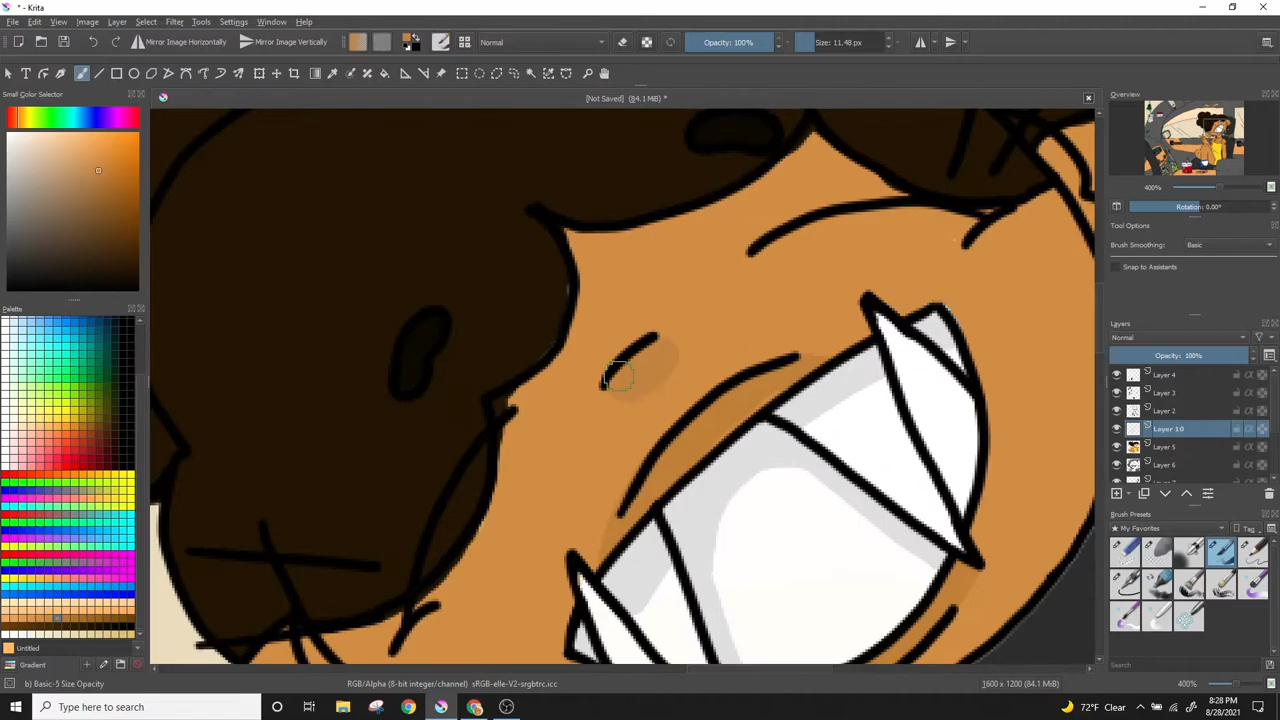 * - Krita
File Edit View Image Layer Select Filter Tools Settings Window Help
Mirror Image Horizontally Mirror Image Vertically Normal Opacity: 100% Size: 11.48 px
Small Color Selector
[Not Saved] (84.1 MiB) *
Overview
400%
Rotation: 0.00°
Tool Options
Brush Smoothing: Basic
Snap to Assistants
Palette
Layers
Normal
Opacity: 100%
Layer 4
Layer 3
Layer 2
Layer 10
Layer 5
Layer 6
Brush Presets
My Favorites Tag
Untitled
Gradient
Search
b) Basic-5 Size Opacity
RGB/Alpha (8-bit integer/channel) sRGB-elle-V2-srgbtrc.icc
1600 x 1200 (84.1 MiB)
400%
Type here to search
72°F Clear
8:28 PM
8/28/2021